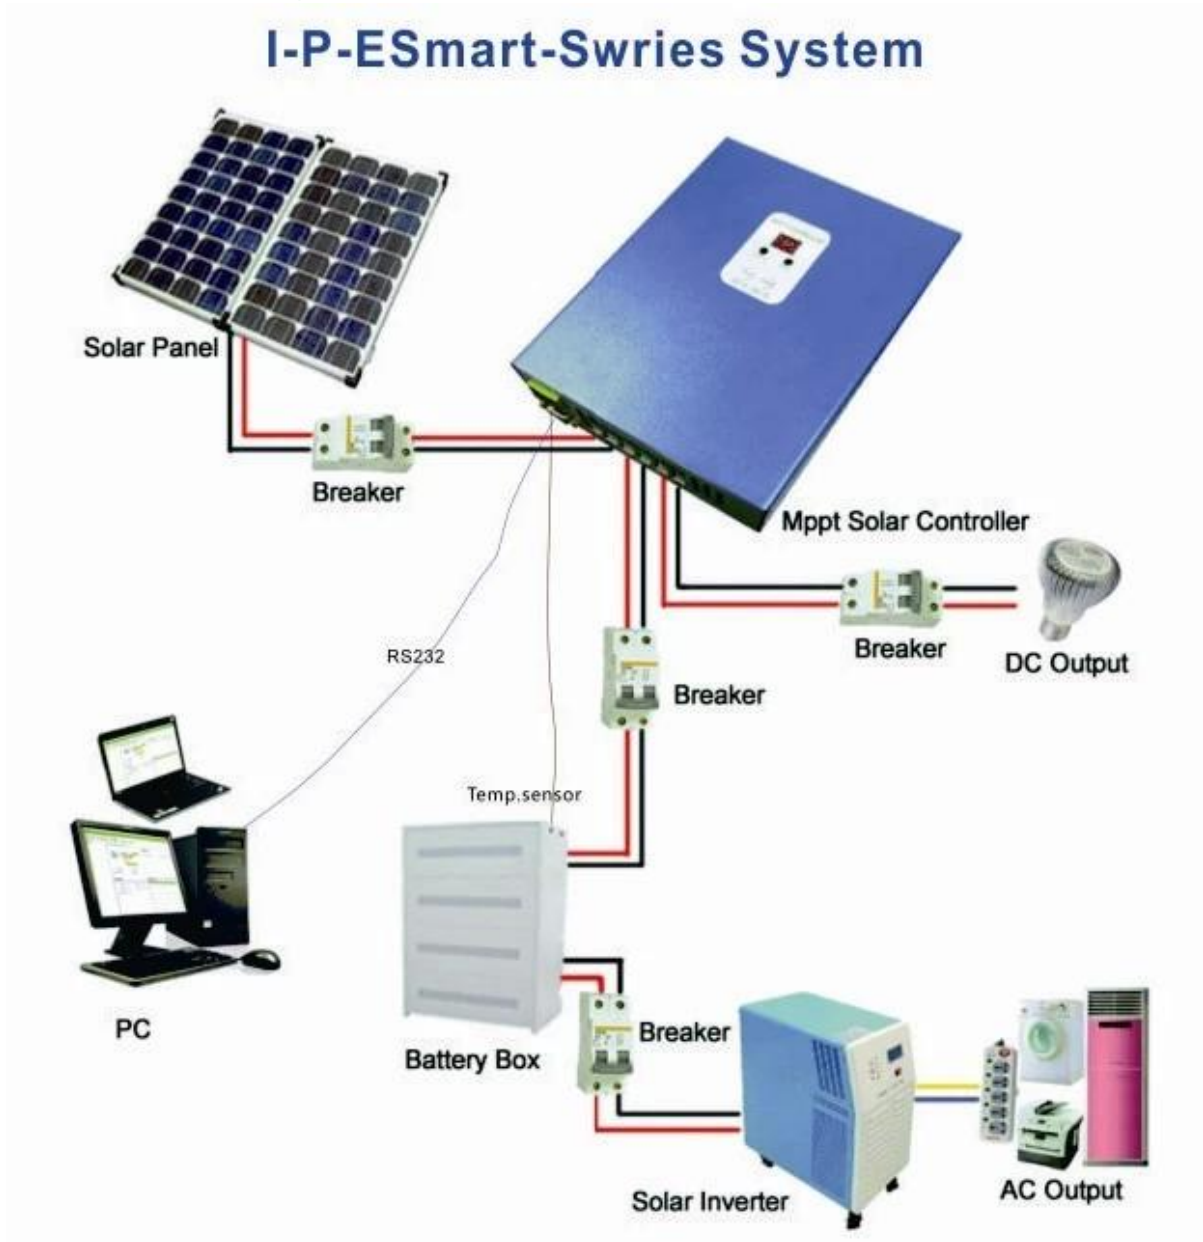 I-P-ESmart-Swries System
Solar Panel
Breaker
Mppt Solar Controller
Breaker
DC Output
RS232
Breaker
Temp.sensor
PC
Battery Box
Breaker
Solar Inverter
AC Output